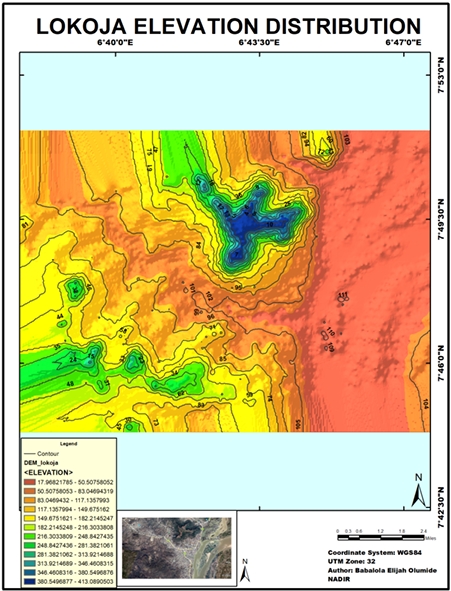 LOKOJA ELEVATION DISTRIBUTION
6°40'0"E 6°43'30"E 6°47'0"E
7°53'0"N
7°49'30"N
7°46'0"N
7°42'30"N
Legend
Contour
DEM_lokoja
<ELEVATION>
17.96821785 - 50.50758052
50.50758053 - 83.04694319
83.0469432 - 117.1357993
117.1357994 - 149.675162
149.6751621 - 182.2145247
182.2145248 - 216.3033808
216.3033809 - 248.8427435
248.8427436 - 281.3821061
281.3821062 - 313.9214688
313.9214689 - 346.4608315
346.4608316 - 380.5496876
380.5496877 - 413.0890503
N
N
0 0.3 0.6 1.2 1.8 2.4
Miles
Coordinate System: WGS84
UTM Zone: 32
Author: Babalola Elijah Olumide
NADIR